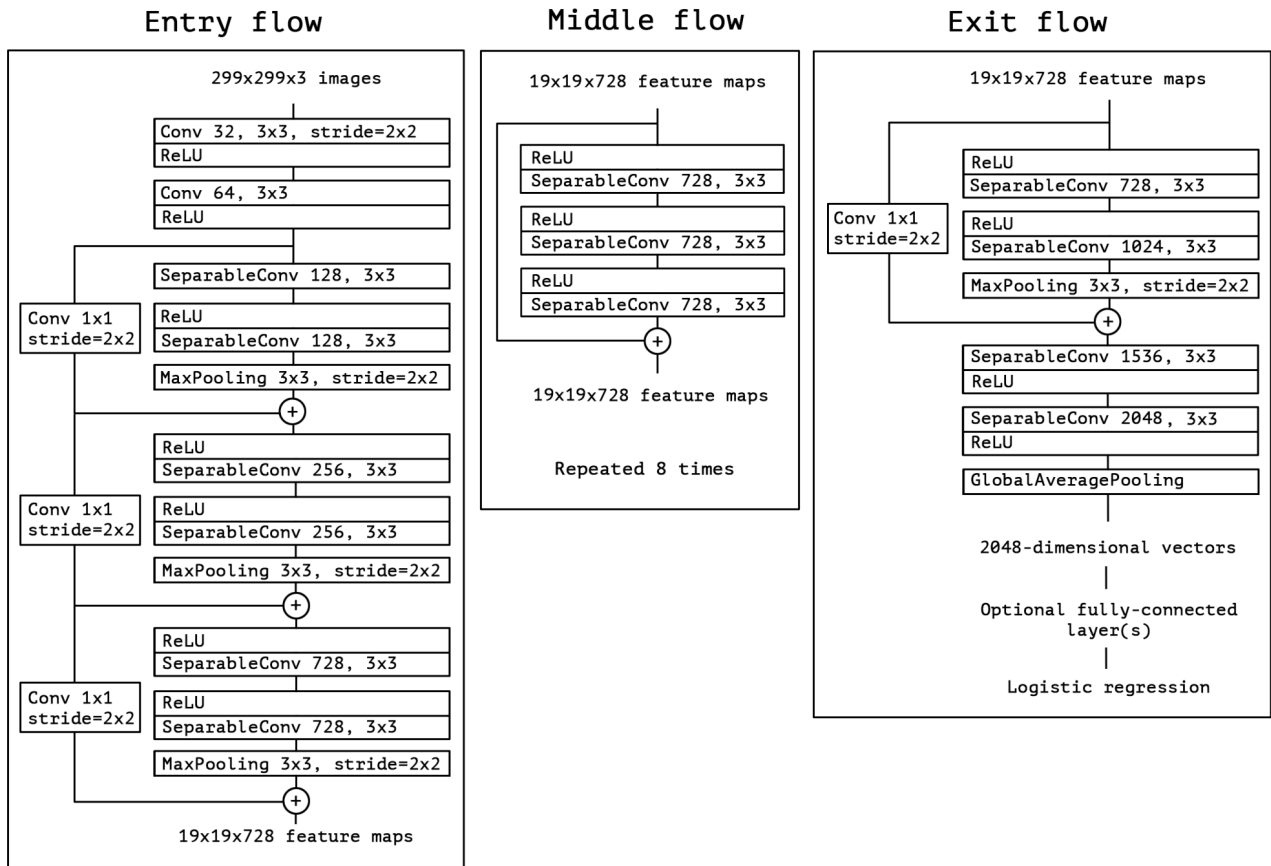 Entry flow
299x299x3 images
Conv 32, 3x3, stride=2x2
ReLU
Conv 64, 3x3
ReLU
SeparableConv 128, 3x3
Conv 1x1
stride=2x2
ReLU
SeparableConv 128, 3x3
MaxPooling 3x3, stride=2x2
+
ReLU
SeparableConv 256, 3x3
Conv 1x1
stride=2x2
ReLU
SeparableConv 256, 3x3
MaxPooling 3x3, stride=2x2
+
ReLU
SeparableConv 728, 3x3
Conv 1x1
stride=2x2
ReLU
SeparableConv 728, 3x3
MaxPooling 3x3, stride=2x2
+
19x19x728 feature maps
Middle flow
19x19x728 feature maps
ReLU
SeparableConv 728, 3x3
ReLU
SeparableConv 728, 3x3
ReLU
SeparableConv 728, 3x3
+
19x19x728 feature maps
Repeated 8 times
Exit flow
19x19x728 feature maps
ReLU
SeparableConv 728, 3x3
Conv 1x1
stride=2x2
ReLU
SeparableConv 1024, 3x3
MaxPooling 3x3, stride=2x2
+
SeparableConv 1536, 3x3
ReLU
SeparableConv 2048, 3x3
ReLU
GlobalAveragePooling
2048-dimensional vectors
Optional fully-connected
layer(s)
Logistic regression